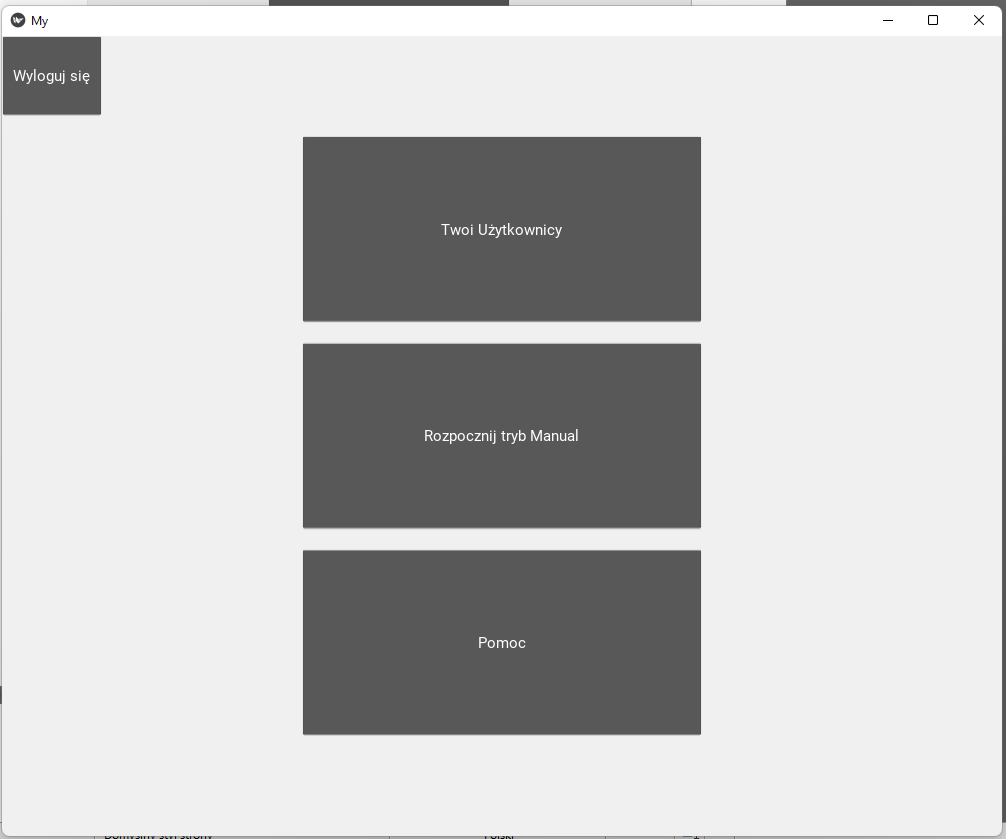 My
Wyloguj się
Twoi Użytkownicy
Rozpocznij tryb Manual
Pomoc